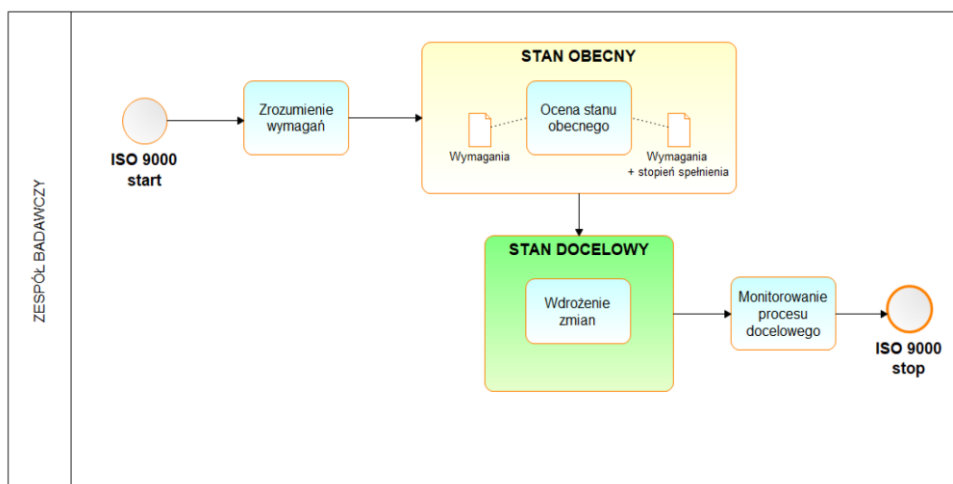 ZESPÓŁ BADAWCZY
ISO 9000
start
Zrozumienie
wymagań
STAN OBECNY
Ocena stanu
obecnego
Wymagania
Wymagania
+ stopień spełnienia
STAN DOCELOWY
Wdrożenie
zmian
Monitorowanie
procesu
docelowego
ISO 9000
stop